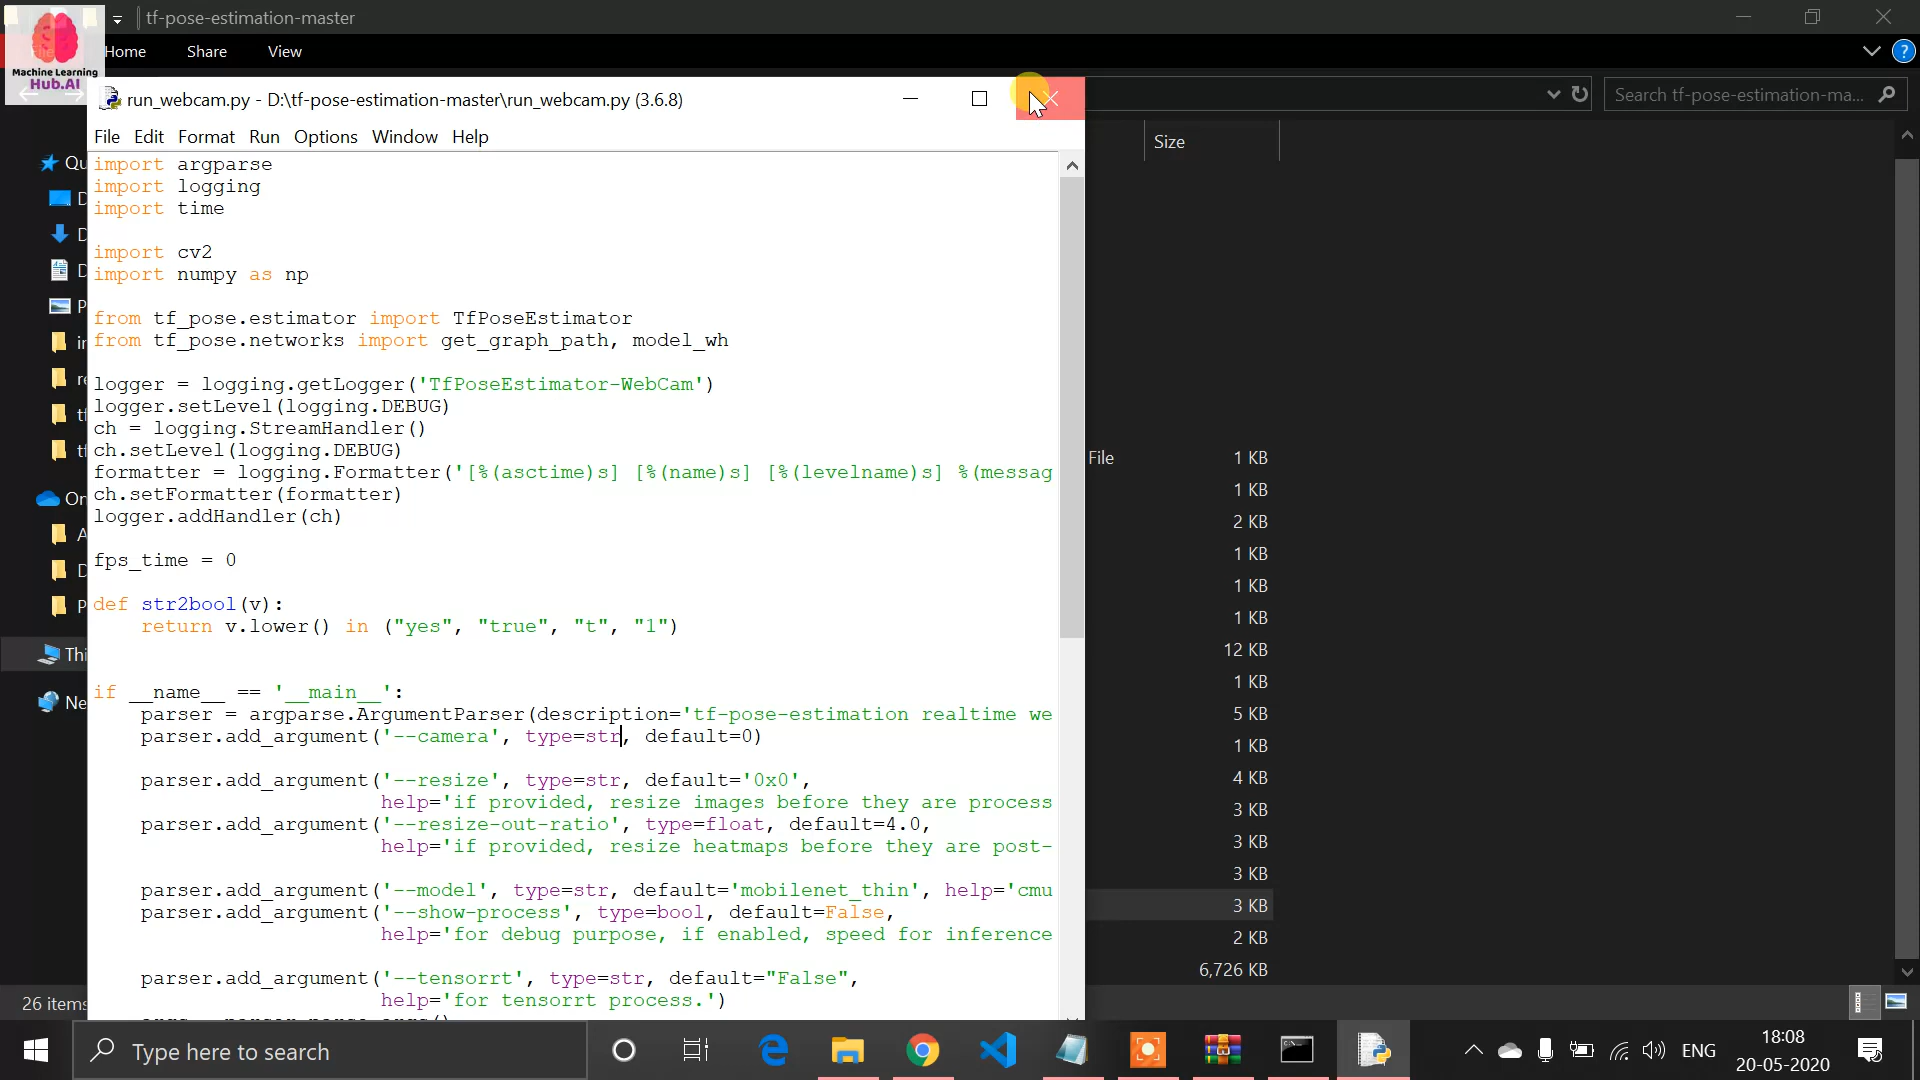 tf-pose-estimation-master
Home Share View
Machine Learning
Hub.AI
run_webcam.py - D:\tf-pose-estimation-master\run_webcam.py (3.6.8)
Search tf-pose-estimation-ma...
File Edit Format Run Options Window Help
Size
import argparse
import logging
import time
import cv2
import numpy as np
from tf_pose.estimator import TfPoseEstimator
from tf_pose.networks import get_graph_path, model_wh
logger = logging.getLogger('TfPoseEstimator-WebCam')
logger.setLevel(logging.DEBUG)
ch = logging.StreamHandler()
ch.setLevel(logging.DEBUG)
formatter = logging.Formatter('[%(asctime)s] [%(name)s] [%(levelname)s] %(messag
ch.setFormatter(formatter)
logger.addHandler(ch)
fps_time = 0
def str2bool(v):
return v.lower() in ("yes", "true", "t", "1")
if __name__ == '__main__':
parser = argparse.ArgumentParser(description='tf-pose-estimation realtime we
parser.add_argument('--camera', type=str, default=0)
parser.add_argument('--resize', type=str, default='0x0',
help='if provided, resize images before they are process
parser.add_argument('--resize-out-ratio', type=float, default=4.0,
help='if provided, resize heatmaps before they are post-
parser.add_argument('--model', type=str, default='mobilenet_thin', help='cmu
parser.add_argument('--show-process', type=bool, default=False,
help='for debug purpose, if enabled, speed for inference
parser.add_argument('--tensorrt', type=str, default="False",
help='for tensorrt process.')
File 1 KB
1 KB
2 KB
1 KB
1 KB
1 KB
12 KB
1 KB
5 KB
1 KB
4 KB
3 KB
3 KB
3 KB
3 KB
2 KB
6,726 KB
26 items
Type here to search
ENG
18:08
20-05-2020